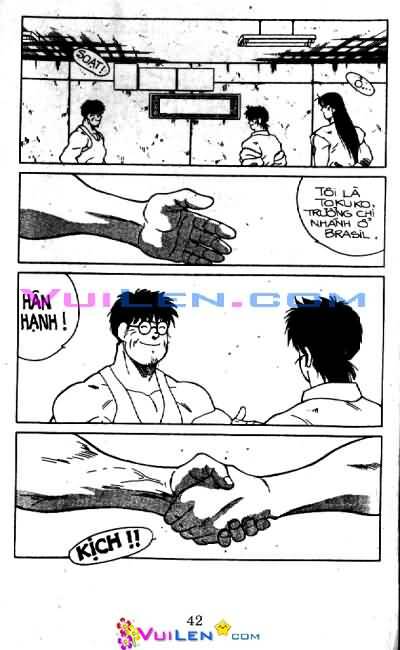 SOẠT!
Ơ...
TÔI LÀ
TOKUKO,
TRƯỞNG CHI
NHÁNH Ở
BRASIL.
HÂN
HẠNH!
VUILEN.COM
KỊCH!!
42
VUILEN.COM